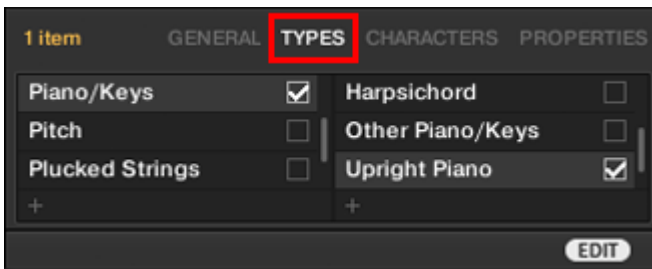 1 item GENERAL TYPES CHARACTERS PROPERTIES
Piano/Keys Harpsichord
Pitch Other Piano/Keys
Plucked Strings Upright Piano
+ +
EDIT